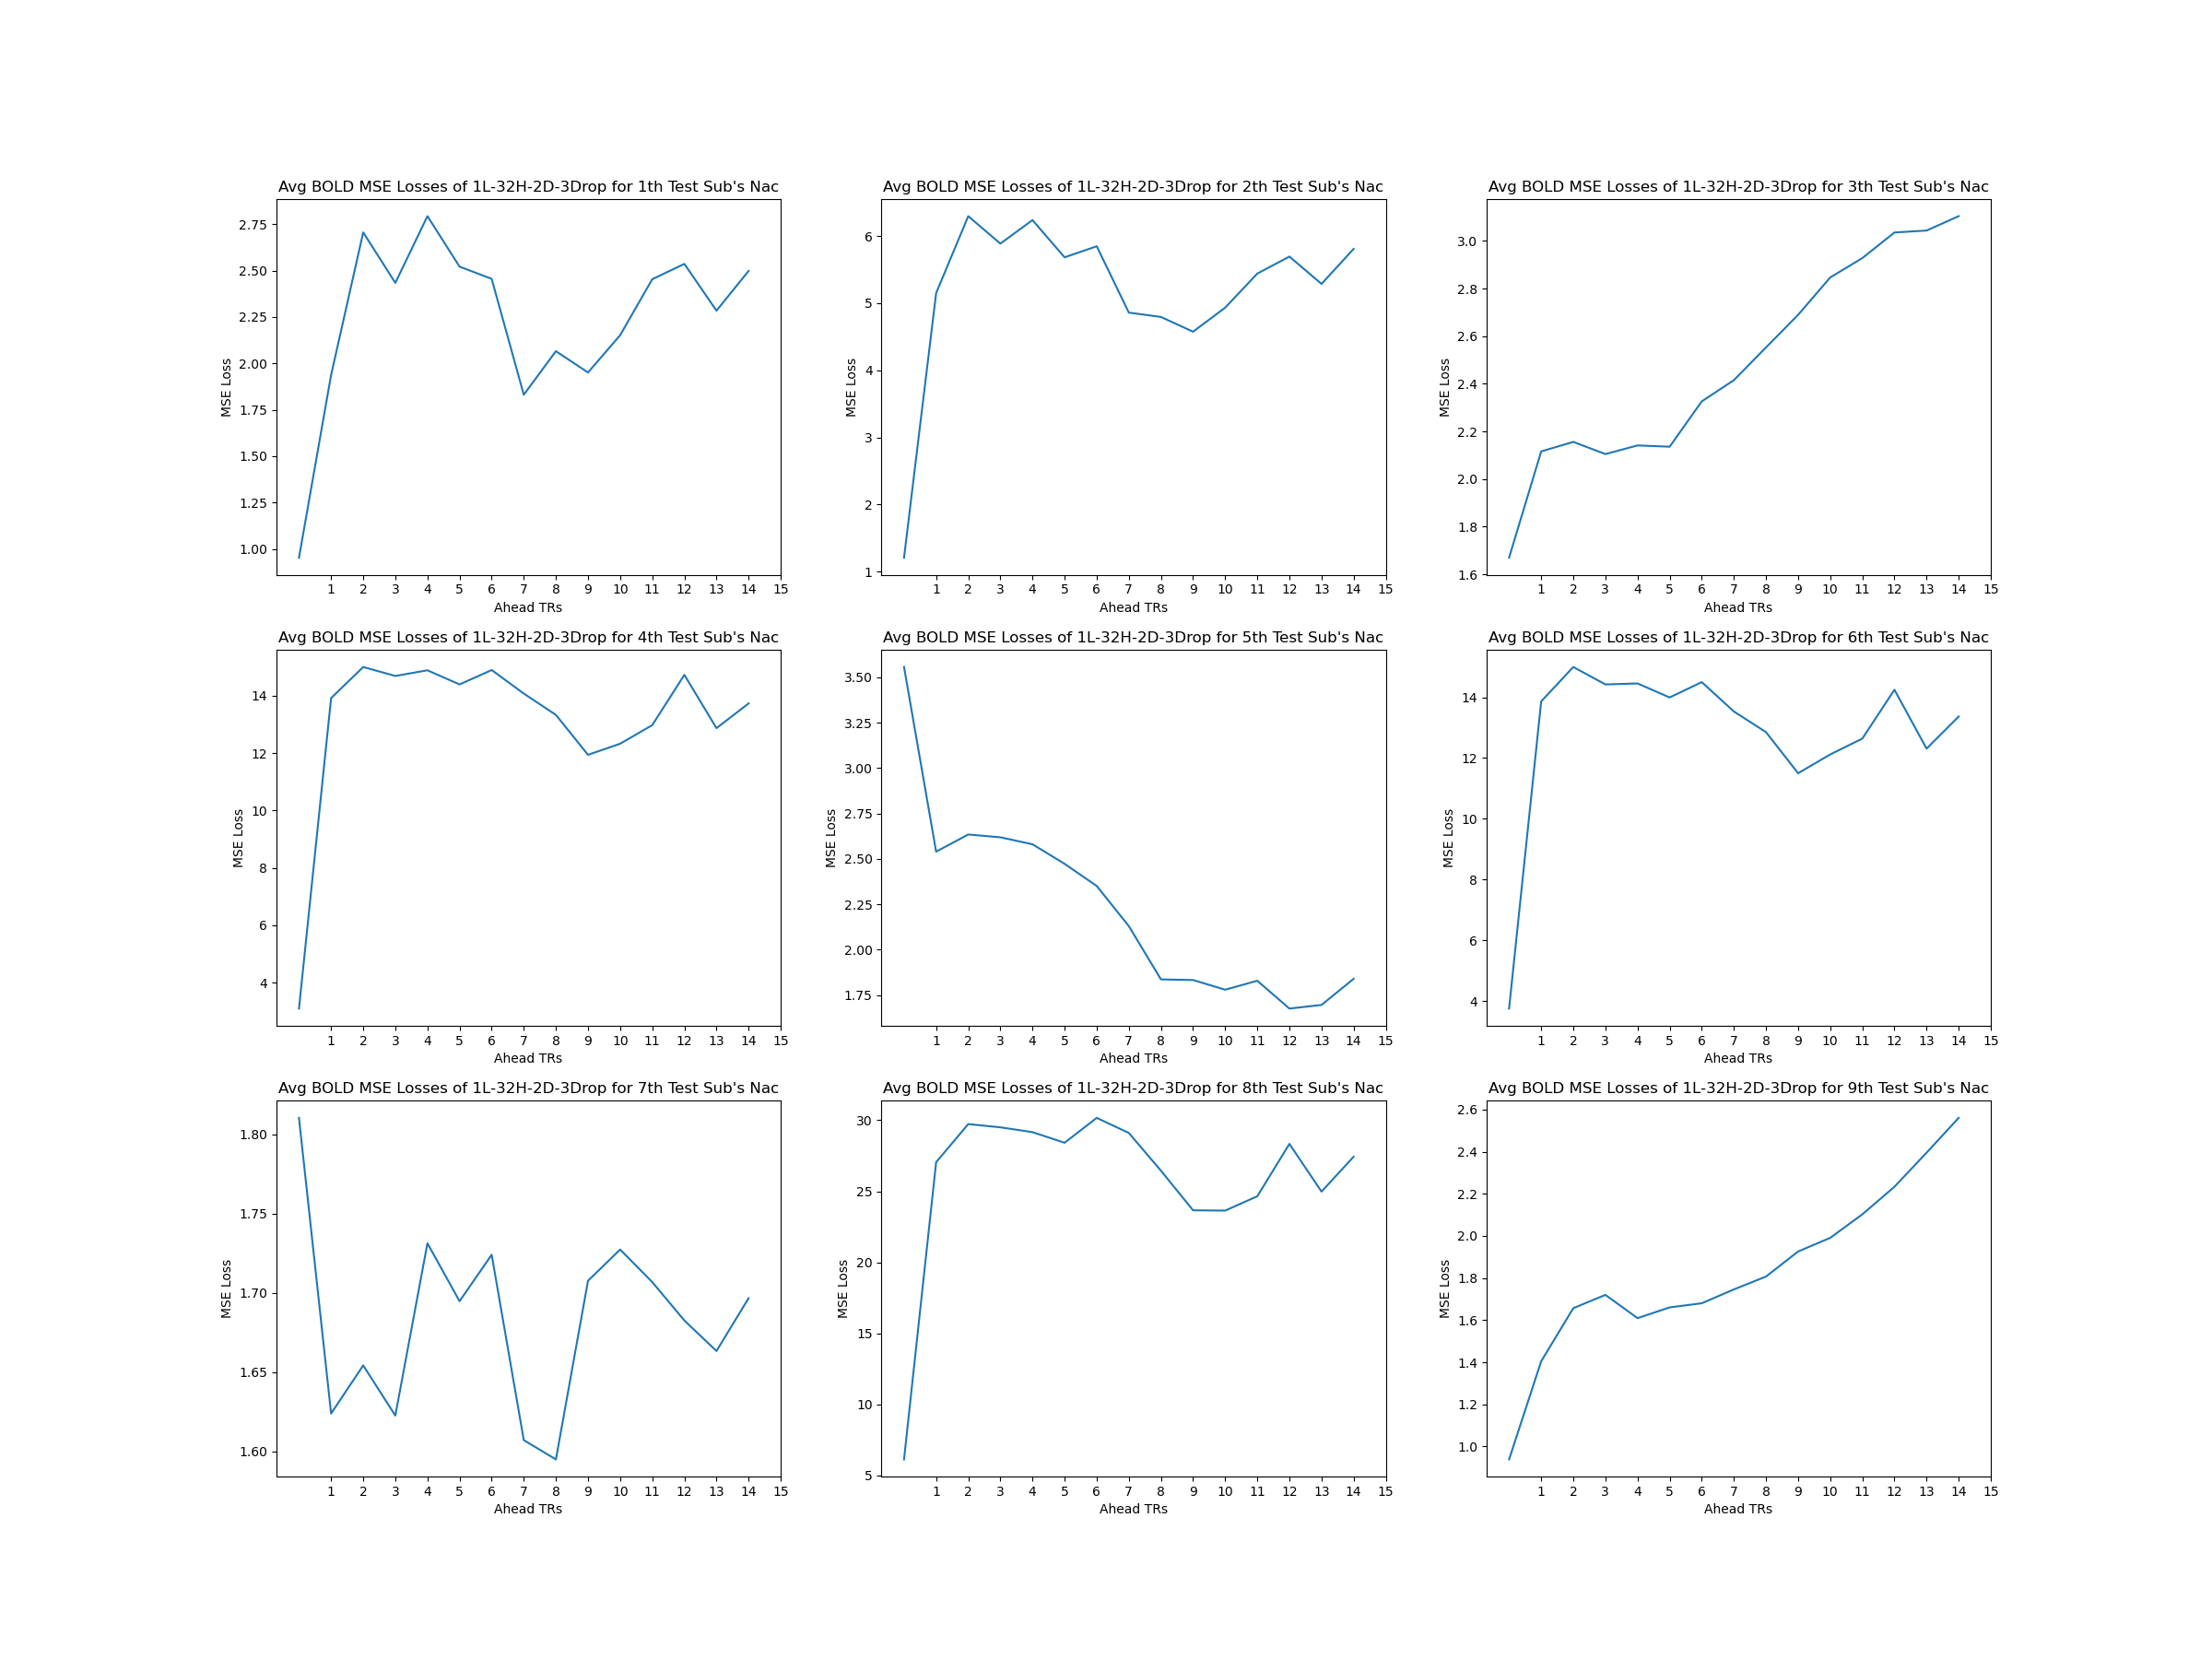 Avg BOLD MSE Losses of 1L-32H-2D-3Drop for 1th Test Sub's Nac
MSE Loss
2.75
2.50
2.25
2.00
1.75
1.50
1.25
1.00
1 2 3 4 5 6 7 8 9 10 11 12 13 14 15
Ahead TRs
Avg BOLD MSE Losses of 1L-32H-2D-3Drop for 2th Test Sub's Nac
MSE Loss
6
5
4
3
2
1
1 2 3 4 5 6 7 8 9 10 11 12 13 14 15
Ahead TRs
Avg BOLD MSE Losses of 1L-32H-2D-3Drop for 3th Test Sub's Nac
MSE Loss
3.0
2.8
2.6
2.4
2.2
2.0
1.8
1.6
1 2 3 4 5 6 7 8 9 10 11 12 13 14 15
Ahead TRs
Avg BOLD MSE Losses of 1L-32H-2D-3Drop for 4th Test Sub's Nac
MSE Loss
14
12
10
8
6
4
1 2 3 4 5 6 7 8 9 10 11 12 13 14 15
Ahead TRs
Avg BOLD MSE Losses of 1L-32H-2D-3Drop for 5th Test Sub's Nac
MSE Loss
3.50
3.25
3.00
2.75
2.50
2.25
2.00
1.75
1 2 3 4 5 6 7 8 9 10 11 12 13 14 15
Ahead TRs
Avg BOLD MSE Losses of 1L-32H-2D-3Drop for 6th Test Sub's Nac
MSE Loss
14
12
10
8
6
4
1 2 3 4 5 6 7 8 9 10 11 12 13 14 15
Ahead TRs
Avg BOLD MSE Losses of 1L-32H-2D-3Drop for 7th Test Sub's Nac
MSE Loss
1.80
1.75
1.70
1.65
1.60
1 2 3 4 5 6 7 8 9 10 11 12 13 14 15
Ahead TRs
Avg BOLD MSE Losses of 1L-32H-2D-3Drop for 8th Test Sub's Nac
MSE Loss
30
25
20
15
10
5
1 2 3 4 5 6 7 8 9 10 11 12 13 14 15
Ahead TRs
Avg BOLD MSE Losses of 1L-32H-2D-3Drop for 9th Test Sub's Nac
MSE Loss
2.6
2.4
2.2
2.0
1.8
1.6
1.4
1.2
1.0
1 2 3 4 5 6 7 8 9 10 11 12 13 14 15
Ahead TRs